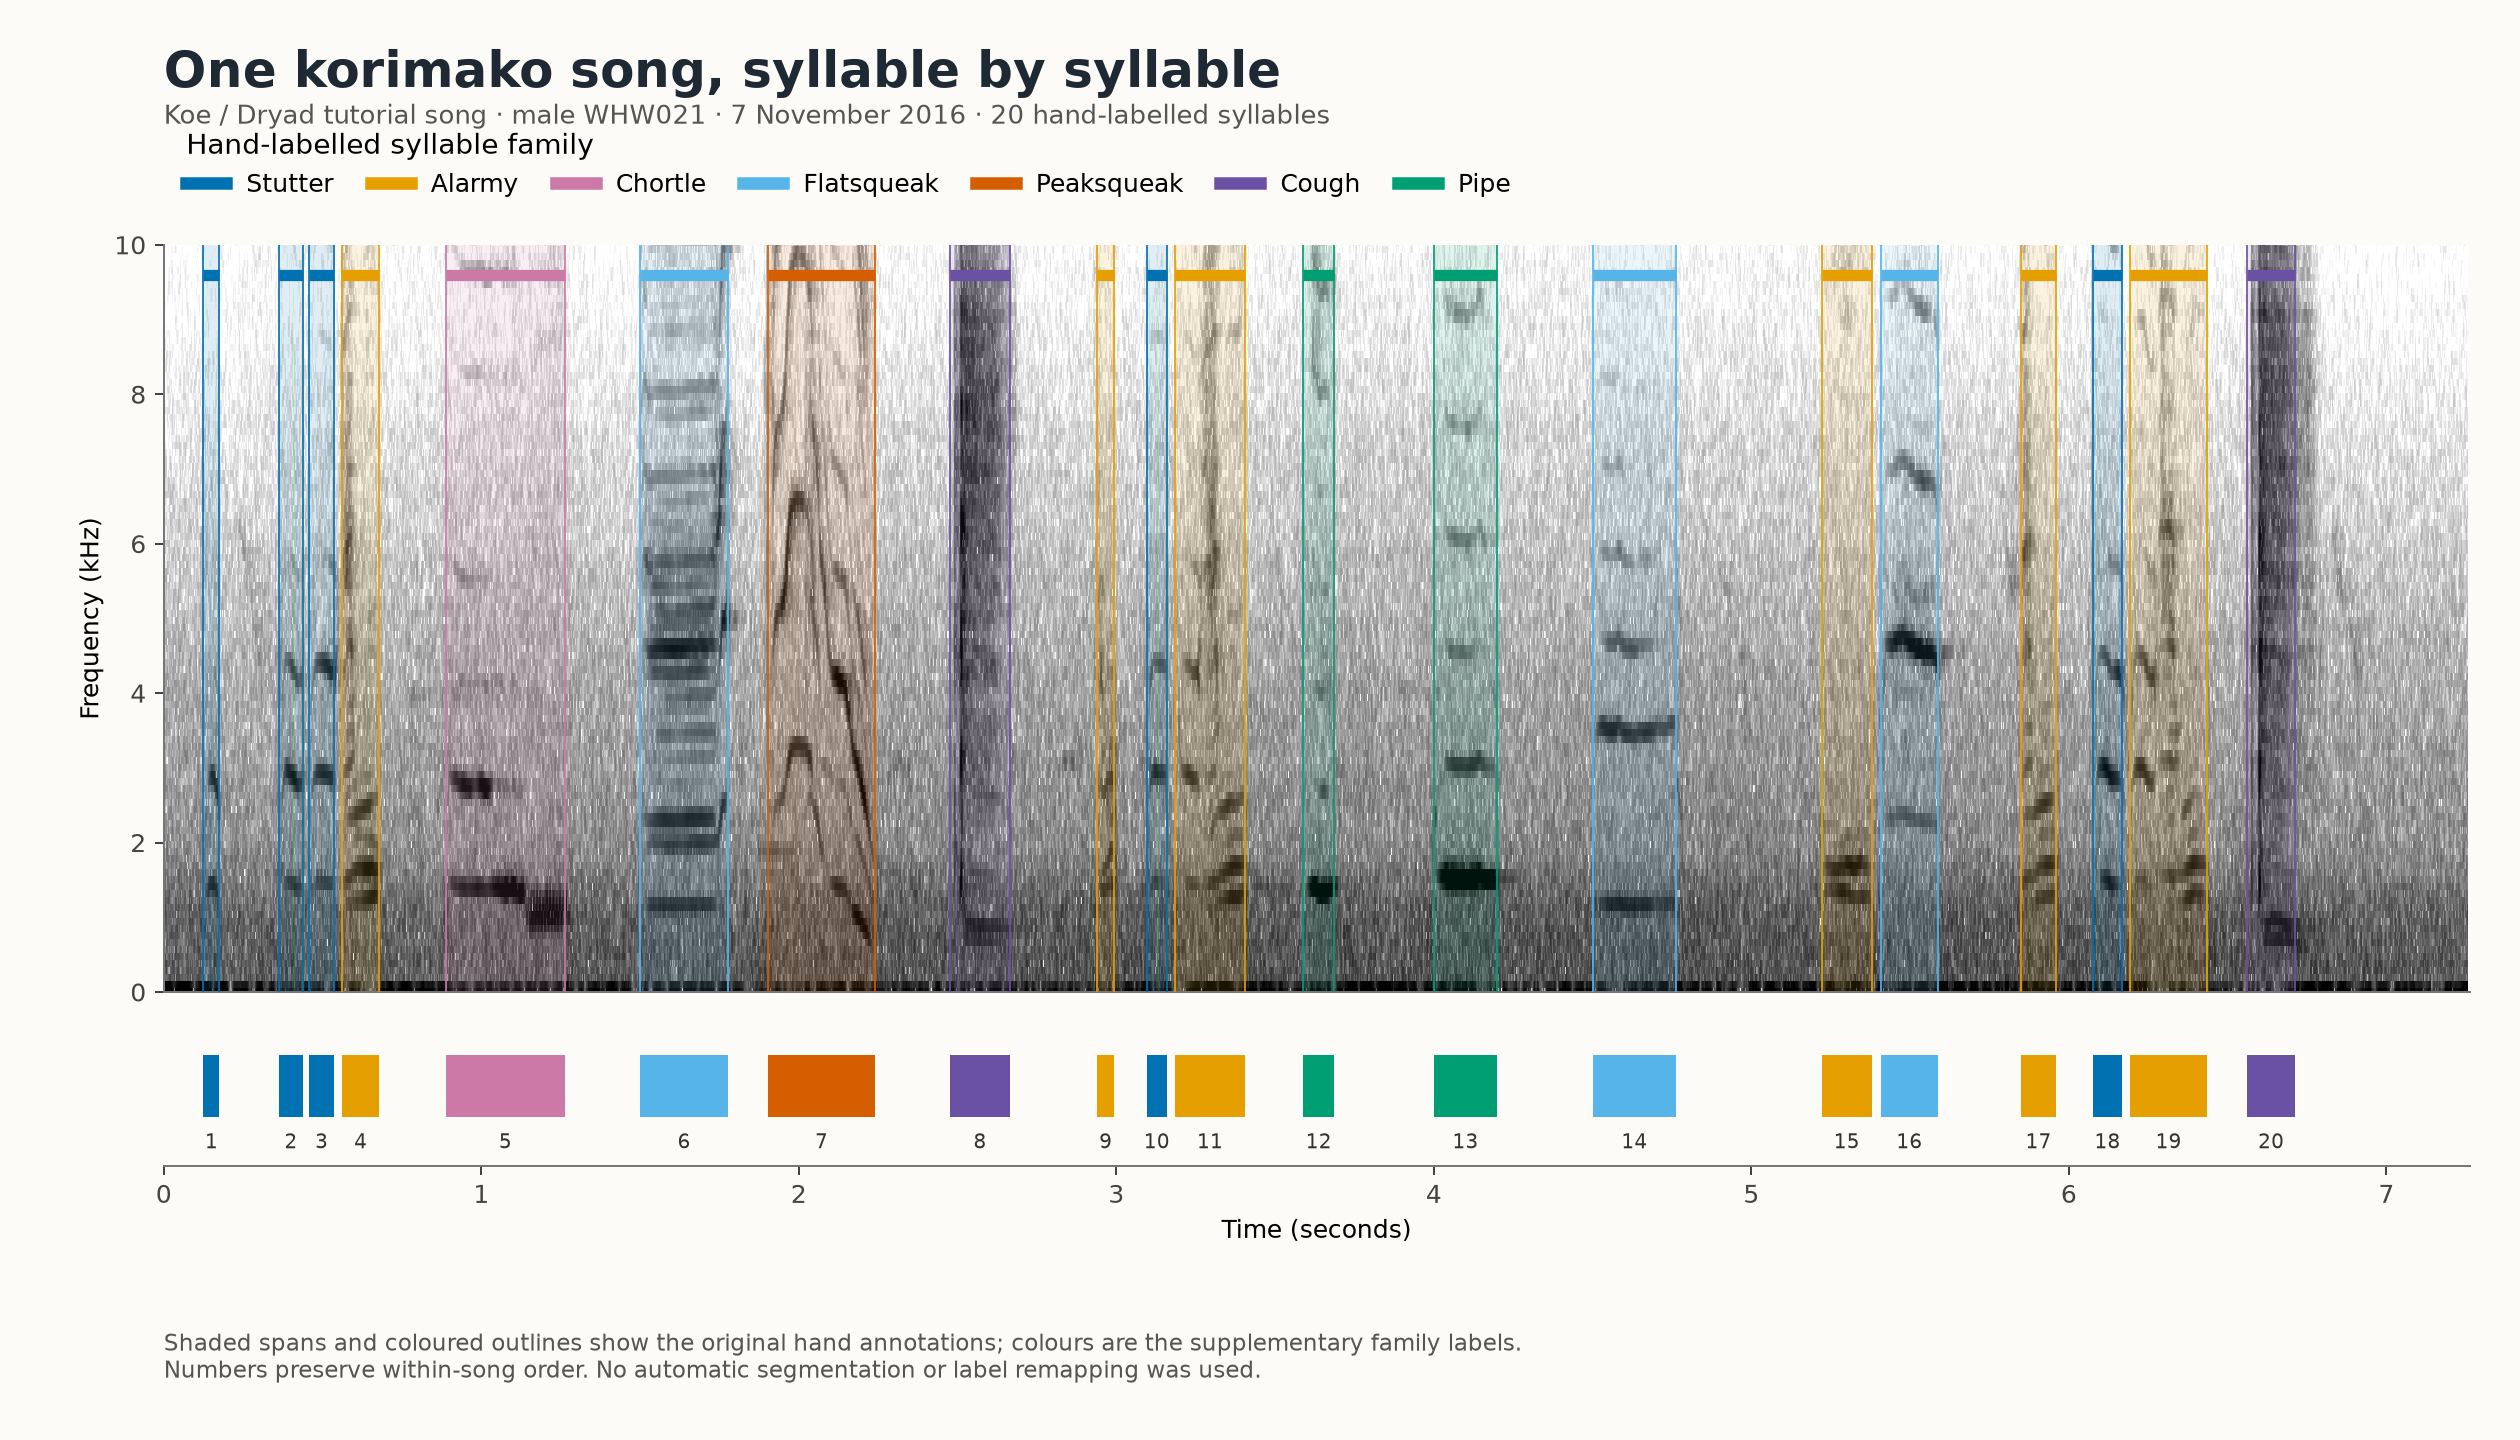 One korimako song, syllable by syllable
Koe / Dryad tutorial song · male WHW021 · 7 November 2016 · 20 hand-labelled syllables
Hand-labelled syllable family
Stutter Alarmy Chortle Flatsqueak Peaksqueak Cough Pipe
10
8
6
4
2
0
Frequency (kHz)
1 2 3 4 5 6 7 8 9 10 11 12 13 14 15 16 17 18 19 20
0 1 2 3 4 5 6 7
Time (seconds)
Shaded spans and coloured outlines show the original hand annotations; colours are the supplementary family labels.
Numbers preserve within-song order. No automatic segmentation or label remapping was used.